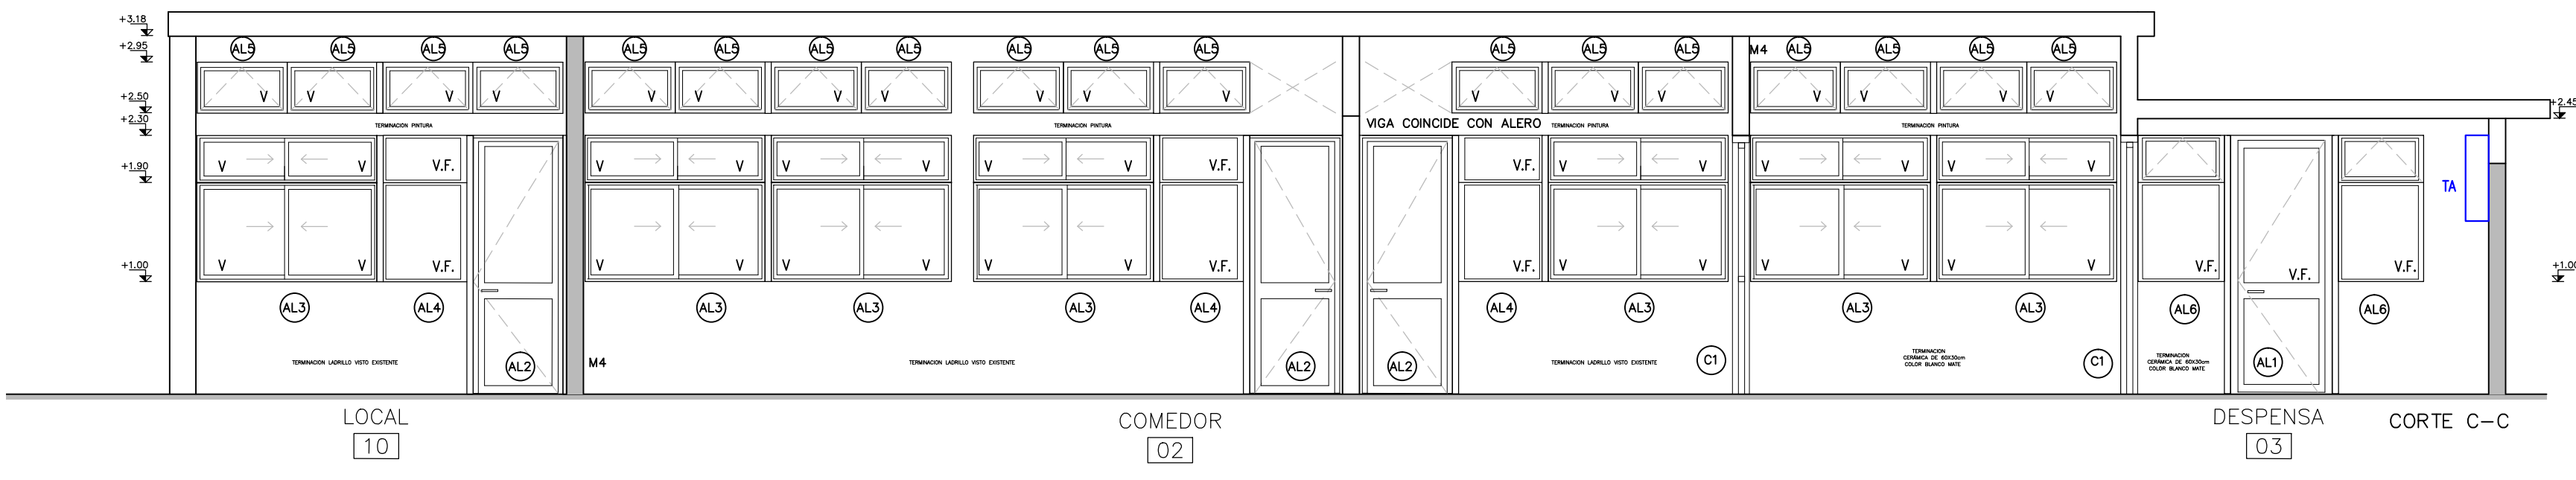 +3.18
+2.95
+2.50
+2.30
+1.90
+1.00
AL5 AL5 AL5 AL5 AL5 AL5 AL5 AL5 AL5 AL5 AL5 AL5 AL5 AL5 M4 AL5 AL5 AL5 AL5
V V V V V V V V V V V V V V V V V V
+2.45
TERMINACION PINTURA
TERMINACION PINTURA
VIGA COINCIDE CON ALERO
TERMINACION PINTURA
TERMINACION PINTURA
V V V.F. V V V V V V V.F. V.F. V V V V V V
TA
V V V.F. V V V V V V V.F. V.F. V V V V V V V.F. V.F. V.F.
+1.00
AL3 AL4 AL3 AL3 AL3 AL4 AL4 AL3 AL3 AL3 AL6 AL6
AL2 M4 AL2 AL2 C1 C1 AL1
TERMINACION LADRILLO VISTO EXISTENTE
TERMINACION LADRILLO VISTO EXISTENTE
TERMINACION LADRILLO VISTO EXISTENTE
TERMINACION
CERÁMICA DE 60X30cm
COLOR BLANCO MATE
TERMINACION
CERÁMICA DE 60X30cm
COLOR BLANCO MATE
LOCAL
10
COMEDOR
02
DESPENSA
03
CORTE C-C